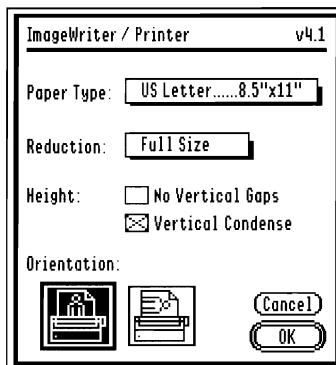 ImageWriter / Printer v4.1
Paper Type: US Letter......8.5"x11"
Reduction: Full Size
Height: No Vertical Gaps
Vertical Condense
Orientation:
Cancel
OK